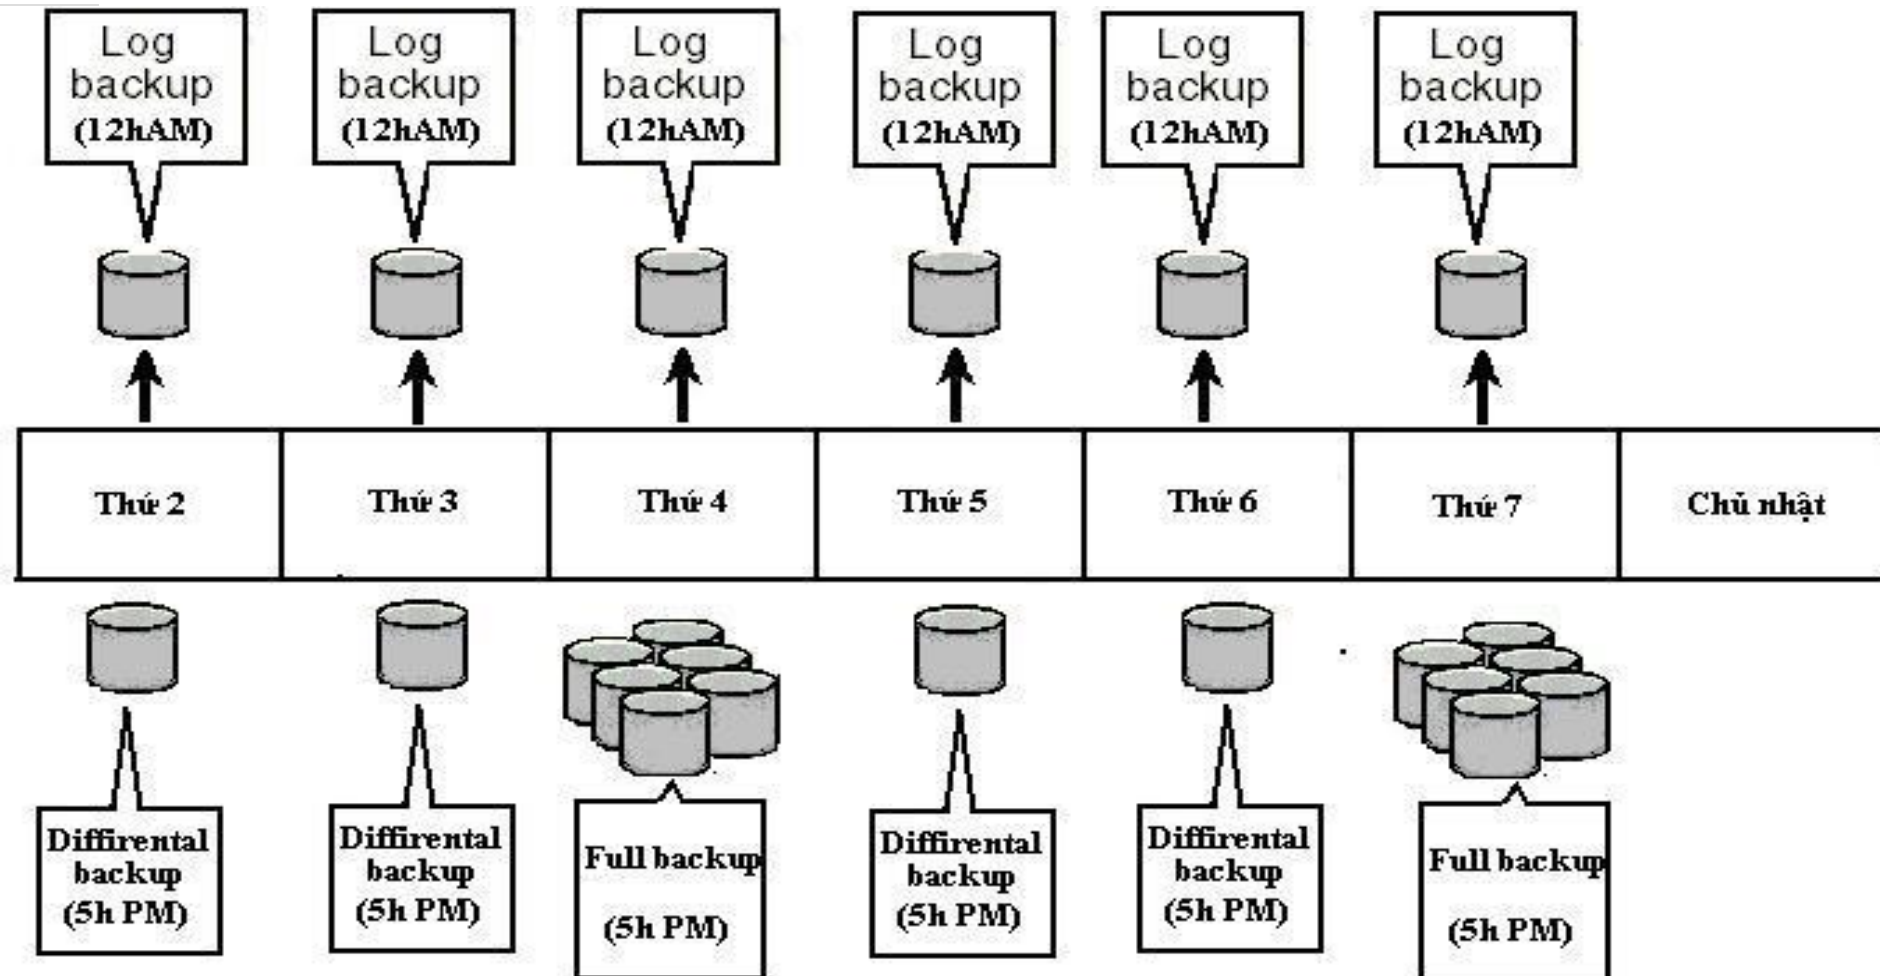 Log
backup
(12hAM)
Log
backup
(12hAM)
Log
backup
(12hAM)
Log
backup
(12hAM)
Log
backup
(12hAM)
Log
backup
(12hAM)
Thứ 2
Thứ 3
Thứ 4
Thứ 5
Thứ 6
Thứ 7
Chủ nhật
Diffirental
backup
(5h PM)
Diffirental
backup
(5h PM)
Full backup
(5h PM)
Diffirental
backup
(5h PM)
Diffirental
backup
(5h PM)
Full backup
(5h PM)